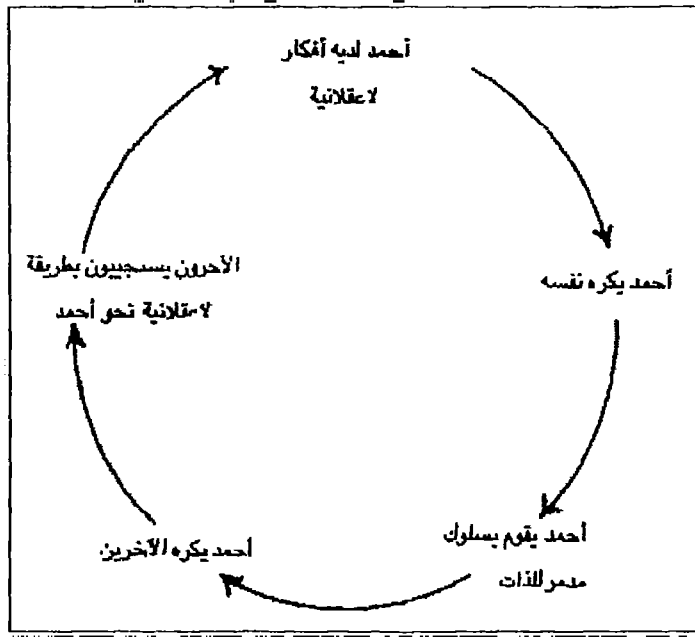 أحمد لديه أفكار
لاعقلانية
أحمد يكره نفسه
أحمد يقوم بسلوك
مدمر للذات
أحمد يكره الآخرين
الآخرون يستجيبون بطريقة
لاعقلانية نحو أحمد